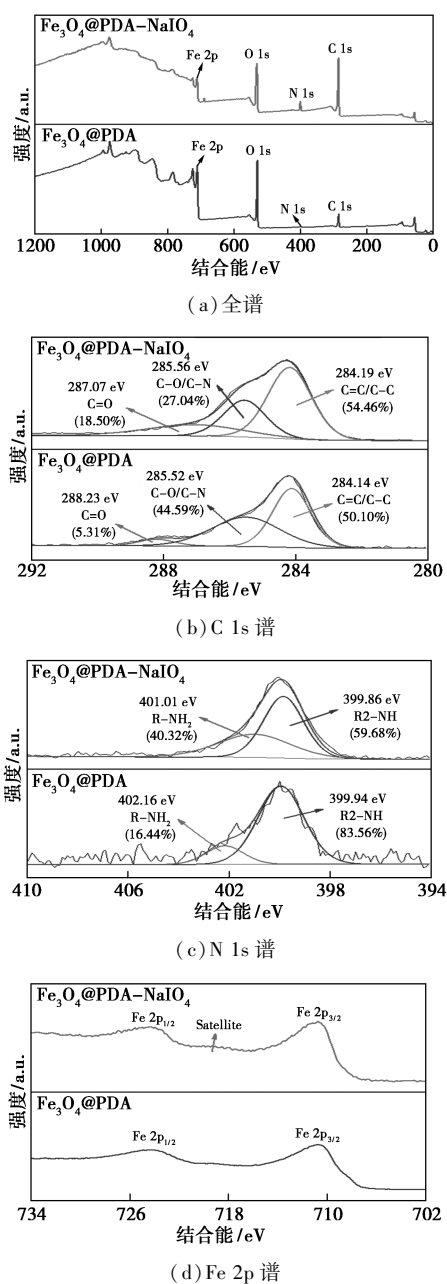 Fe₃O₄@PDA-NaIO₄
Fe 2p
O 1s
N 1s
C 1s
Fe₃O₄@PDA
Fe 2p
O 1s
N 1s
C 1s
强度/a.u.
1200 1000 800 600 400 200 0
结合能/eV
(a)全谱
Fe₃O₄@PDA-NaIO₄
287.07 eV
C=O
(18.50%)
285.56 eV
C-O/C-N
(27.04%)
284.19 eV
C=C/C-C
(54.46%)
Fe₃O₄@PDA
288.23 eV
C=O
(5.31%)
285.52 eV
C-O/C-N
(44.59%)
284.14 eV
C=C/C-C
(50.10%)
强度/a.u.
292 288 284 280
结合能/eV
(b)C 1s 谱
Fe₃O₄@PDA-NaIO₄
401.01 eV
R-NH₂
(40.32%)
399.86 eV
R2-NH
(59.68%)
Fe₃O₄@PDA
402.16 eV
R-NH₂
(16.44%)
399.94 eV
R2-NH
(83.56%)
强度/a.u.
410 406 402 398 394
结合能/eV
(c)N 1s 谱
Fe₃O₄@PDA-NaIO₄
Fe 2p₁/₂
Satellite
Fe 2p₃/₂
Fe₃O₄@PDA
Fe 2p₁/₂
Fe 2p₃/₂
强度/a.u.
734 726 718 710 702
结合能/eV
(d)Fe 2p 谱